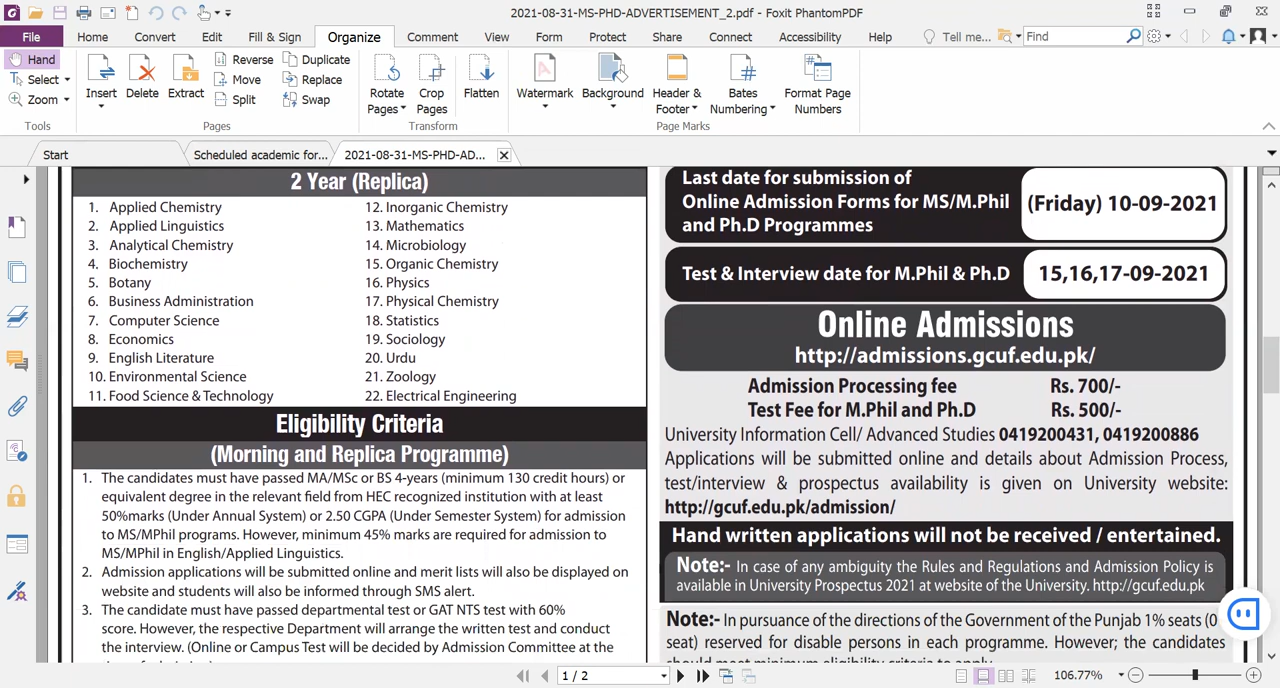 2021-08-31-MS-PHD-ADVERTISEMENT_2.pdf - Foxit PhantomPDF
File Home Convert Edit Fill & Sign Organize Comment View Form Protect Share Connect Accessibility Help Tell me... Find
Hand
Select
Zoom
Tools
Insert
Delete
Extract
Reverse
Move
Split
Duplicate
Replace
Swap
Pages
Rotate Pages
Crop Pages
Flatten
Transform
Watermark
Background
Header & Footer
Bates Numbering
Format Page Numbers
Page Marks
Start
Scheduled academic for...
2021-08-31-MS-PHD-AD...
2 Year (Replica)
1. Applied Chemistry
2. Applied Linguistics
3. Analytical Chemistry
4. Biochemistry
5. Botany
6. Business Administration
7. Computer Science
8. Economics
9. English Literature
10. Environmental Science
11. Food Science & Technology
12. Inorganic Chemistry
13. Mathematics
14. Microbiology
15. Organic Chemistry
16. Physics
17. Physical Chemistry
18. Statistics
19. Sociology
20. Urdu
21. Zoology
22. Electrical Engineering
Eligibility Criteria
(Morning and Replica Programme)
1. The candidates must have passed MA/MSc or BS 4-years (minimum 130 credit hours) or
equivalent degree in the relevant field from HEC recognized institution with at least
50%marks (Under Annual System) or 2.50 CGPA (Under Semester System) for admission
to MS/MPhil programs. However, minimum 45% marks are required for admission to
MS/MPhil in English/Applied Linguistics.
2. Admission applications will be submitted online and merit lists will also be displayed on
website and students will also be informed through SMS alert.
3. The candidate must have passed departmental test or GAT NTS test with 60%
score. However, the respective Department will arrange the written test and conduct
the interview. (Online or Campus Test will be decided by Admission Committee at the
Last date for submission of
Online Admission Forms for MS/M.Phil
and Ph.D Programmes
(Friday) 10-09-2021
Test & Interview date for M.Phil & Ph.D
15,16,17-09-2021
Online Admissions
http://admissions.gcuf.edu.pk/
Admission Processing fee Rs. 700/-
Test Fee for M.Phil and Ph.D Rs. 500/-
University Information Cell/ Advanced Studies 0419200431, 0419200886
Applications will be submitted online and details about Admission Process,
test/interview & prospectus availability is given on University website:
http://gcuf.edu.pk/admission/
Hand written applications will not be received / entertained.
Note:- In case of any ambiguity the Rules and Regulations and Admission Policy is
available in University Prospectus 2021 at website of the University. http://gcuf.edu.pk
Note:- In pursuance of the directions of the Government of the Punjab 1% seats (0
seat) reserved for disable persons in each programme. However; the candidates
should meet minimum eligibility criteria to apply
1 / 2
106.77%